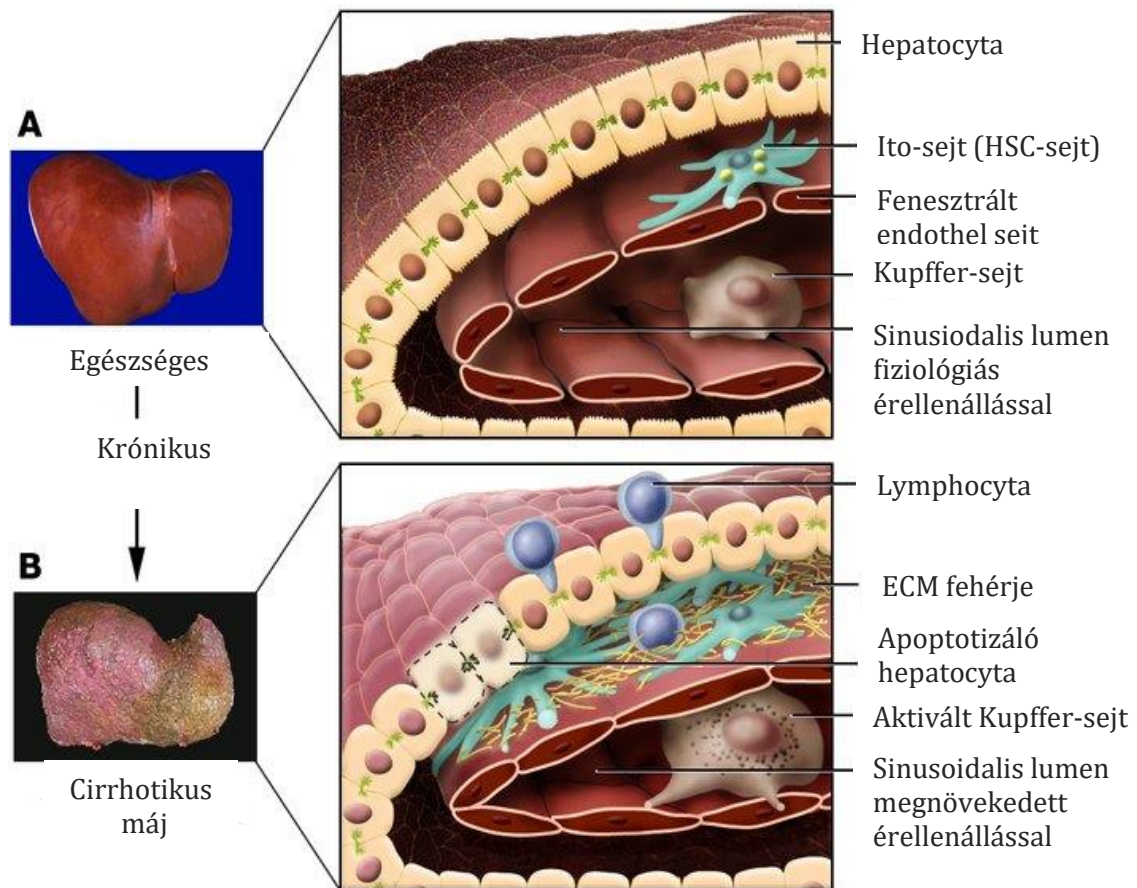 A
Egészséges
Krónikus
B
Cirrhotikus
máj
Hepatocyta
Ito-sejt (HSC-sejt)
Fenesztrált
endothel seit
Kupffer-sejt
Sinusiodalis lumen
fiziológiás
érellenállással
Lymphocyta
ECM fehérje
Apoptotizáló
hepatocyta
Aktivált Kupffer-sejt
Sinusoidalis lumen
megnövekedett
érellenállással